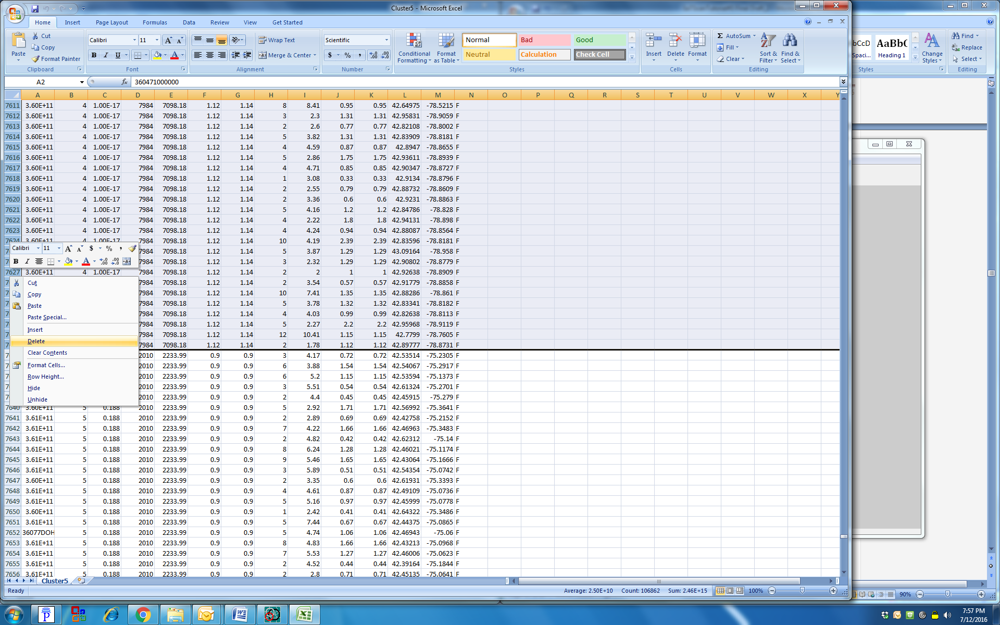 Cluster5 - Microsoft Excel
Home Insert Page Layout Formulas Data Review View Get Started
Cut
Copy
Format Painter
Paste
Clipboard
Calibri 11
Font
Wrap Text
Merge & Center
Alignment
Scientific
Number
Conditional Formatting
Format as Table
Normal Bad Good
Neutral Calculation Check Cell
Styles
Insert Delete Format
Cells
AutoSum
Fill
Clear
Sort & Filter
Find & Select
Editing
AaBbC
Heading 1
Change Styles
Styles
Find
Replace
Select
Editing
A2 fx 360471000000
A B C D E F G H I J K L M N O P Q R S T U V W X Y
7611 3.60E+11 4 1.00E-17 7984 7098.18 1.12 1.14 8 8.41 0.95 0.95 42.64975 -78.5215 F
7612 3.60E+11 4 1.00E-17 7984 7098.18 1.12 1.14 3 2.3 1.31 1.31 42.95831 -78.9059 F
7613 3.60E+11 4 1.00E-17 7984 7098.18 1.12 1.14 2 2.6 0.77 0.77 42.82108 -78.8002 F
7614 3.60E+11 4 1.00E-17 7984 7098.18 1.12 1.14 5 3.82 1.31 1.31 42.83909 -78.8181 F
7615 3.60E+11 4 1.00E-17 7984 7098.18 1.12 1.14 4 4.59 0.87 0.87 42.8947 -78.8655 F
7616 3.60E+11 4 1.00E-17 7984 7098.18 1.12 1.14 5 2.86 1.75 1.75 42.93611 -78.8939 F
7617 3.60E+11 4 1.00E-17 7984 7098.18 1.12 1.14 4 4.71 0.85 0.85 42.90347 -78.8727 F
7618 3.60E+11 4 1.00E-17 7984 7098.18 1.12 1.14 1 3.08 0.33 0.33 42.9134 -78.8796 F
7619 3.60E+11 4 1.00E-17 7984 7098.18 1.12 1.14 2 2.55 0.79 0.79 42.88732 -78.8609 F
7620 3.60E+11 4 1.00E-17 7984 7098.18 1.12 1.14 2 3.36 0.6 0.6 42.9231 -78.8863 F
7621 3.60E+11 4 1.00E-17 7984 7098.18 1.12 1.14 5 4.16 1.2 1.2 42.84786 -78.828 F
7622 3.60E+11 4 1.00E-17 7984 7098.18 1.12 1.14 4 2.22 1.8 1.8 42.94131 -78.898 F
7623 3.60E+11 4 1.00E-17 7984 7098.18 1.12 1.14 4 4.24 0.94 0.94 42.88087 -78.8564 F
7624 3.60E+11 4 1.00E-17 7984 7098.18 1.12 1.14 10 4.19 2.39 2.39 42.83596 -78.8181 F
Calibri 11 7984 7098.18 1.12 1.14 5 3.87 1.29 1.29 43.09164 -78.958 F
7984 7098.18 1.12 1.14 3 2.32 1.29 1.29 42.90802 -78.8779 F
7627 3.60E+11 4 1.00E-17 7984 7098.18 1.12 1.14 2 2 1 1 42.92638 -78.8909 F
7984 7098.18 1.12 1.14 2 3.54 0.57 0.57 42.91779 -78.8858 F
7984 7098.18 1.12 1.14 10 7.41 1.35 1.35 42.88286 -78.861 F
7984 7098.18 1.12 1.14 5 3.78 1.32 1.32 42.83341 -78.8182 F
7984 7098.18 1.12 1.14 4 4.03 0.99 0.99 42.82638 -78.8113 F
7984 7098.18 1.12 1.14 5 2.27 2.2 2.2 42.95968 -78.9119 F
7984 7098.18 1.12 1.14 12 10.41 1.15 1.15 42.7799 -78.7605 F
7984 7098.18 1.12 1.14 2 1.78 1.12 1.12 42.89777 -78.8731 F
2010 2233.99 0.9 0.9 3 4.17 0.72 0.72 42.53514 -75.2305 F
2010 2233.99 0.9 0.9 6 3.88 1.54 1.54 42.54067 -75.2917 F
2010 2233.99 0.9 0.9 6 5.2 1.15 1.15 42.53594 -75.1373 F
2010 2233.99 0.9 0.9 3 5.51 0.54 0.54 42.61324 -75.2701 F
2010 2233.99 0.9 0.9 2 4.4 0.45 0.45 42.45915 -75.279 F
Cut
Copy
Paste
Paste Special...
Insert
Delete
Clear Contents
Format Cells...
Row Height...
Hide
Unhide
7640 3.60E+11 5 0.188 2010 2233.99 0.9 0.9 5 2.92 1.71 1.71 42.56992 -75.3641 F
7641 3.61E+11 5 0.188 2010 2233.99 0.9 0.9 2 2.89 0.69 0.69 42.42758 -75.2152 F
7642 3.61E+11 5 0.188 2010 2233.99 0.9 0.9 7 4.22 1.66 1.66 42.46963 -75.3483 F
7643 3.61E+11 5 0.188 2010 2233.99 0.9 0.9 2 4.82 0.42 0.42 42.62312 -75.14 F
7644 3.61E+11 5 0.188 2010 2233.99 0.9 0.9 8 6.24 1.28 1.28 42.46021 -75.1174 F
7645 3.61E+11 5 0.188 2010 2233.99 0.9 0.9 9 5.46 1.65 1.65 42.43064 -75.1666 F
7646 3.61E+11 5 0.188 2010 2233.99 0.9 0.9 3 5.89 0.51 0.51 42.54354 -75.0742 F
7647 3.60E+11 5 0.188 2010 2233.99 0.9 0.9 2 3.35 0.6 0.6 42.61931 -75.3393 F
7648 3.61E+11 5 0.188 2010 2233.99 0.9 0.9 4 4.61 0.87 0.87 42.49109 -75.0736 F
7649 3.61E+11 5 0.188 2010 2233.99 0.9 0.9 5 5.16 0.97 0.97 42.45999 -75.0778 F
7650 3.60E+11 5 0.188 2010 2233.99 0.9 0.9 1 2.42 0.41 0.41 42.64322 -75.3486 F
7651 3.61E+11 5 0.188 2010 2233.99 0.9 0.9 5 7.44 0.67 0.67 42.44375 -75.0865 F
7652 36077DOH 5 0.188 2010 2233.99 0.9 0.9 5 4.74 1.06 1.06 42.46943 -75.06 F
7653 3.61E+11 5 0.188 2010 2233.99 0.9 0.9 8 4.83 1.66 1.66 42.43213 -75.0968 F
7654 3.61E+11 5 0.188 2010 2233.99 0.9 0.9 7 5.53 1.27 1.27 42.46006 -75.0623 F
7655 3.61E+11 5 0.188 2010 2233.99 0.9 0.9 2 4.52 0.44 0.44 42.39164 -75.1844 F
7656 3.61E+11 5 0.188 2010 2233.99 0.9 0.9 2 2.8 0.71 0.71 42.45135 -75.0641 F
Cluster5
Ready Average: 2.50E+10 Count: 106862 Sum: 2.46E+15 100% 90%
7:57 PM
7/12/2016